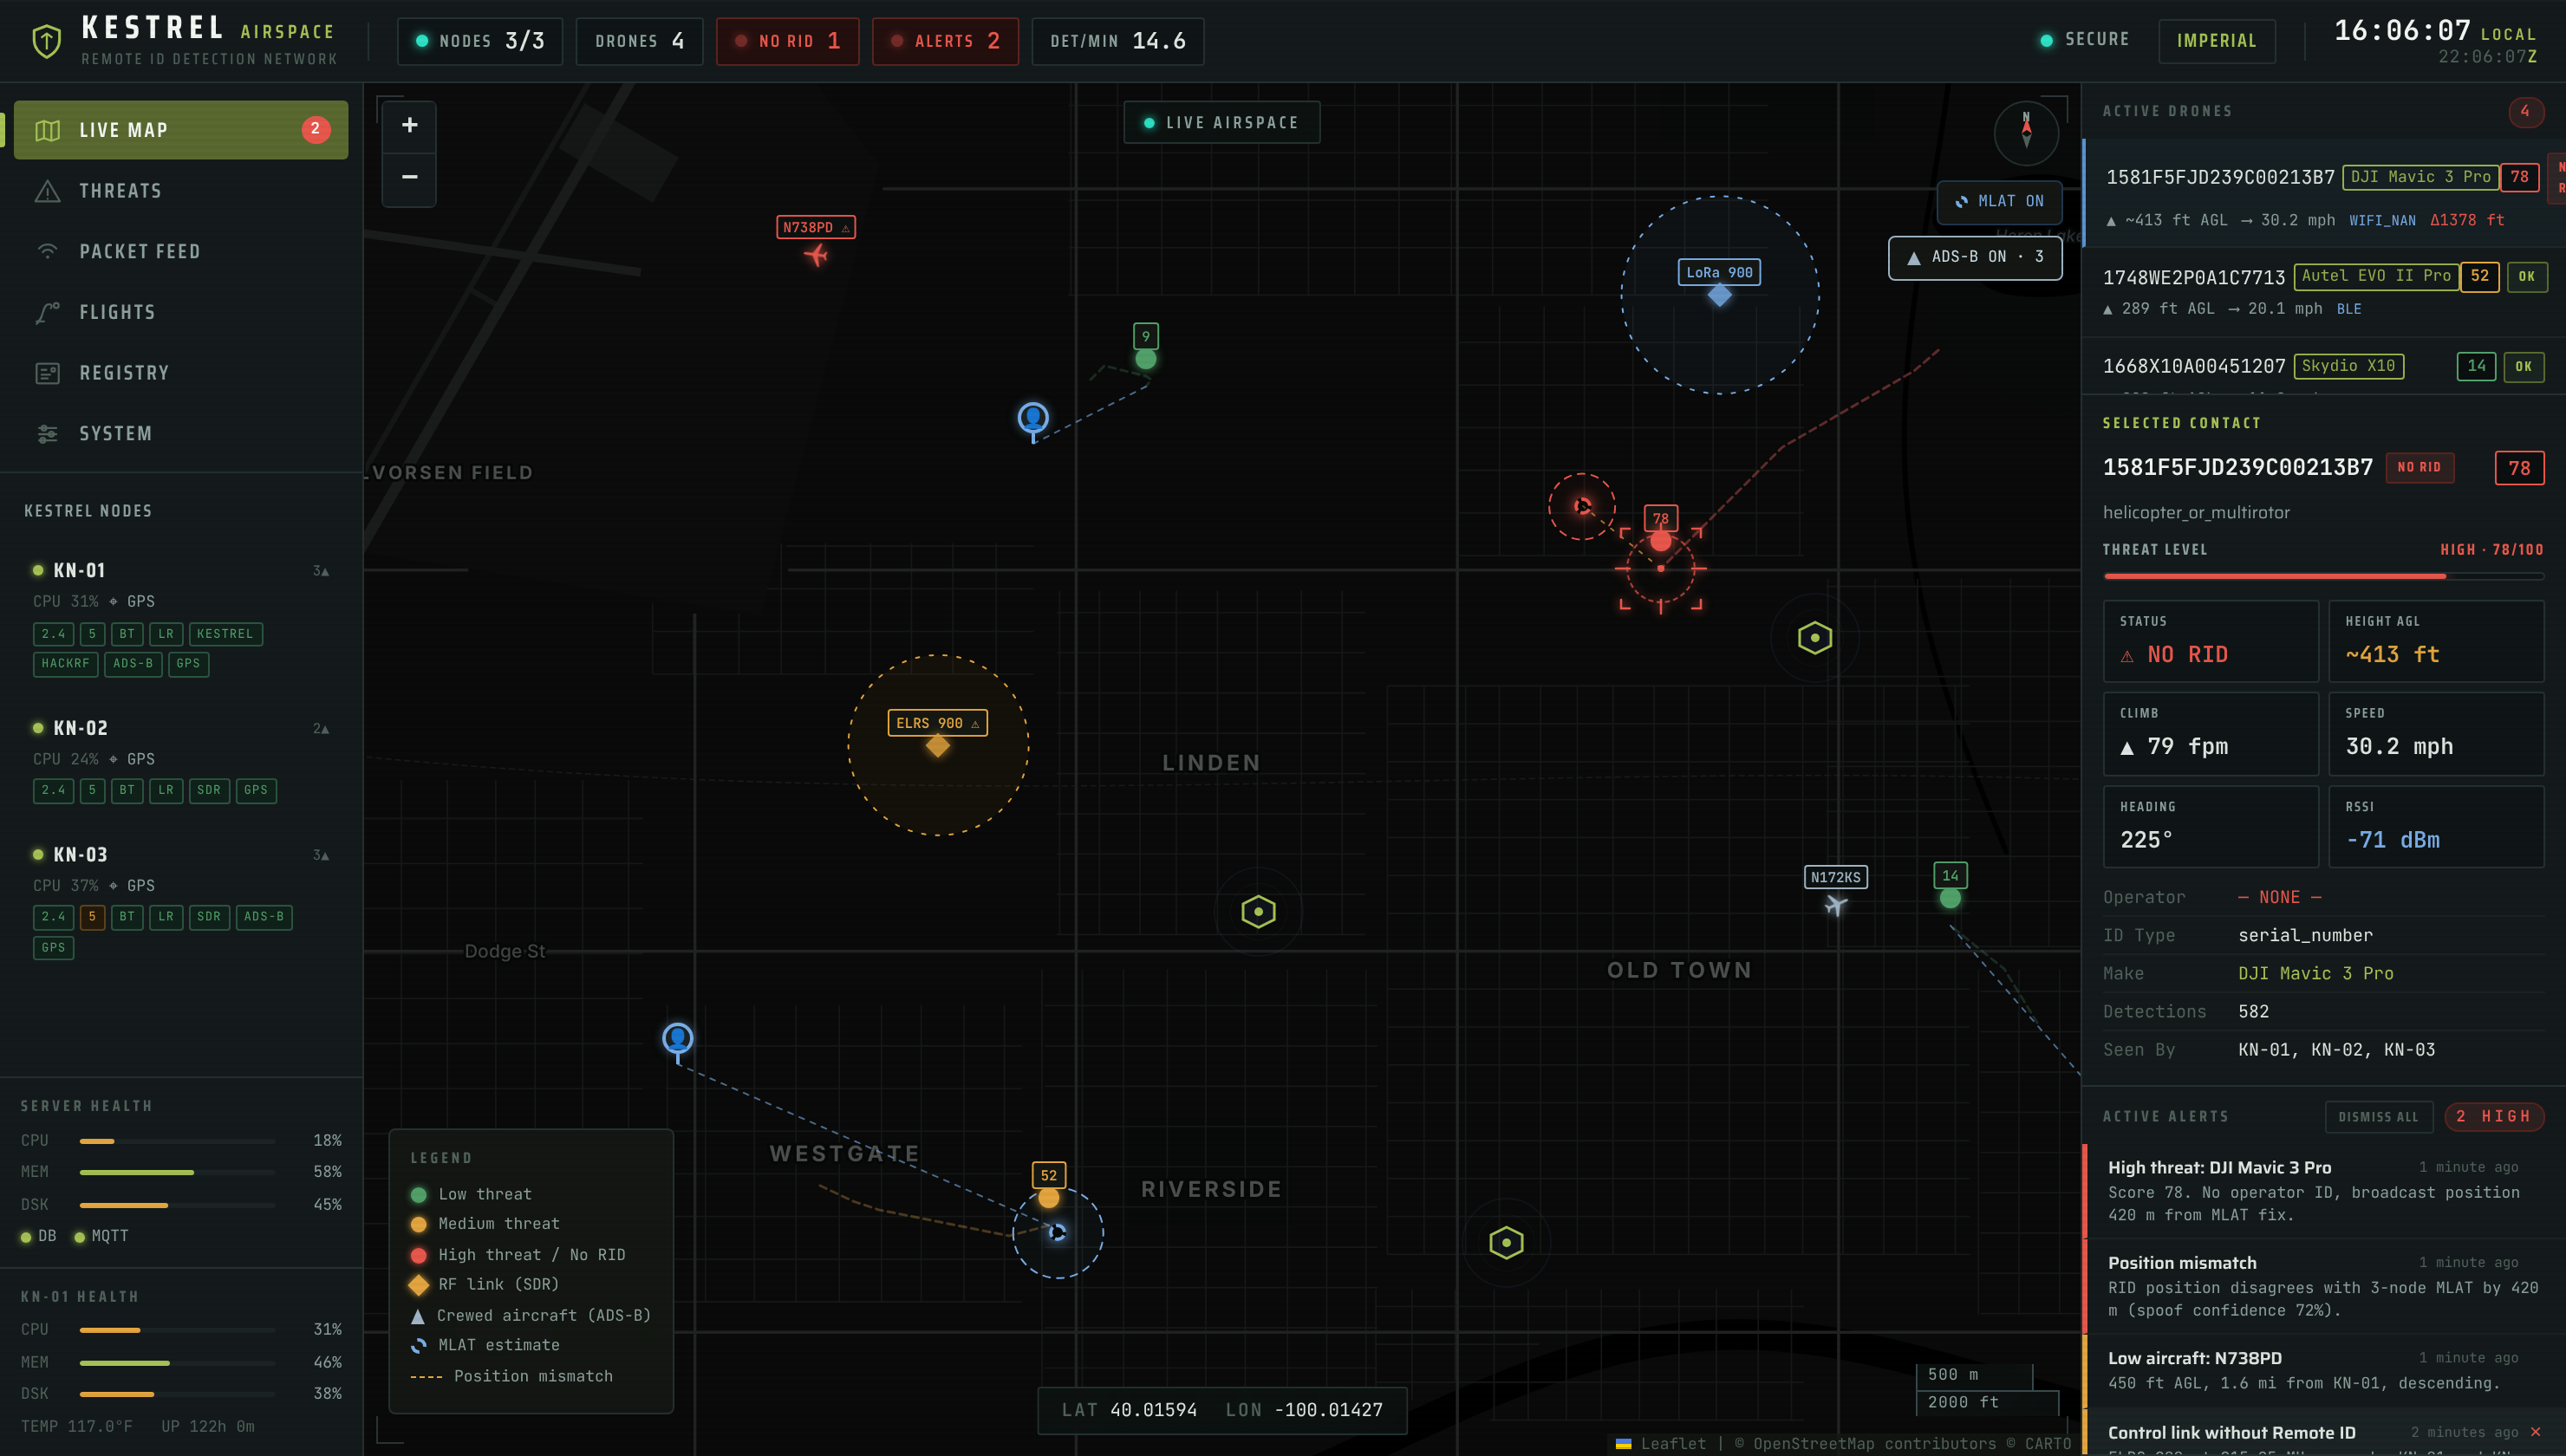 KESTREL AIRSPACE
REMOTE ID DETECTION NETWORK
NODES 3/3
DRONES 4
NO RID 1
ALERTS 2
DET/MIN 14.6
SECURE
IMPERIAL
16:06:07 LOCAL
22:06:07Z
LIVE MAP 2
THREATS
PACKET FEED
FLIGHTS
REGISTRY
SYSTEM
KESTREL NODES
KN-01 3▲
CPU 31% ⌖ GPS
2.4 5 BT LR KESTREL
HACKRF ADS-B GPS
KN-02 2▲
CPU 24% ⌖ GPS
2.4 5 BT LR SDR GPS
KN-03 3▲
CPU 37% ⌖ GPS
2.4 5 BT LR SDR ADS-B
GPS
SERVER HEALTH
CPU 18%
MEM 58%
DSK 45%
DB MQTT
KN-01 HEALTH
CPU 31%
MEM 46%
DSK 38%
TEMP 117.0°F UP 122h 0m
+
−
LIVE AIRSPACE
N
MLAT ON
▲ ADS-B ON · 3
N738PD ⚠
LoRa 900
9
VORSEN FIELD
78
ELRS 900 ⚠
LINDEN
N172KS
14
Dodge St
OLD TOWN
WESTGATE
52
RIVERSIDE
LEGEND
Low threat
Medium threat
High threat / No RID
RF link (SDR)
Crewed aircraft (ADS-B)
MLAT estimate
Position mismatch
LAT 40.01594 LON -100.01427
500 m
2000 ft
Leaflet | © OpenStreetMap contributors © CARTO
ACTIVE DRONES 4
1581F5FJD239C00213B7 DJI Mavic 3 Pro 78
▲ ~413 ft AGL → 30.2 mph WIFI_NAN Δ1378 ft
1748WE2P0A1C7713 Autel EVO II Pro 52 OK
▲ 289 ft AGL → 20.1 mph BLE
1668X10A00451207 Skydio X10 14 OK
SELECTED CONTACT
1581F5FJD239C00213B7 NO RID 78
helicopter_or_multirotor
THREAT LEVEL HIGH · 78/100
STATUS
⚠ NO RID
HEIGHT AGL
~413 ft
CLIMB
▲ 79 fpm
SPEED
30.2 mph
HEADING
225°
RSSI
-71 dBm
Operator — NONE —
ID Type serial_number
Make DJI Mavic 3 Pro
Detections 582
Seen By KN-01, KN-02, KN-03
ACTIVE ALERTS DISMISS ALL 2 HIGH
High threat: DJI Mavic 3 Pro 1 minute ago
Score 78. No operator ID, broadcast position
420 m from MLAT fix.
Position mismatch 1 minute ago
RID position disagrees with 3-node MLAT by 420
m (spoof confidence 72%).
Low aircraft: N738PD 1 minute ago
450 ft AGL, 1.6 mi from KN-01, descending.
Control link without Remote ID 2 minutes ago ✕